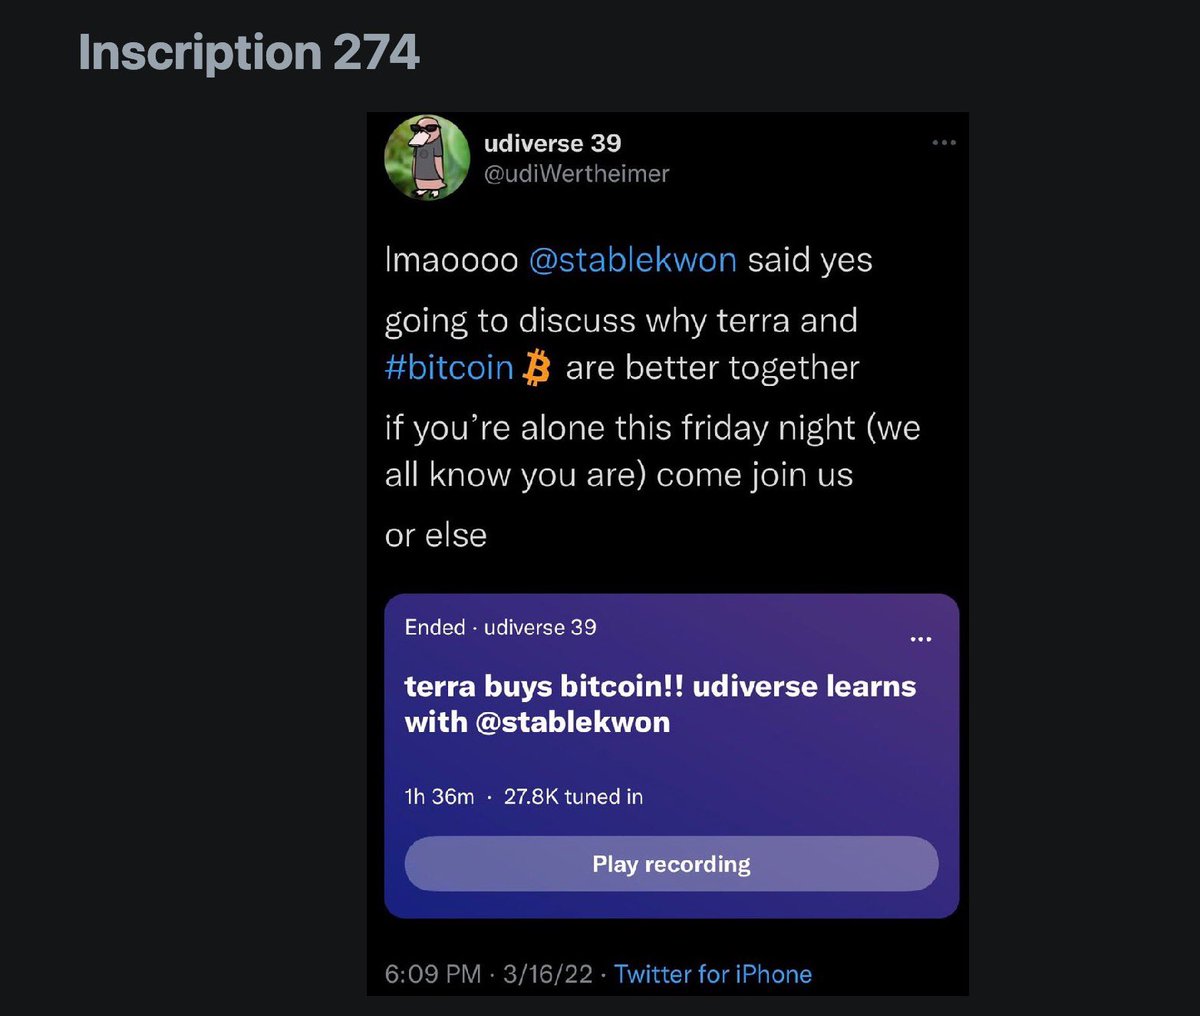 Inscription 274
udiverse 39
@udiWertheimer
lmaoooo @stablekwon said yes
going to discuss why terra and
#bitcoin are better together
if you’re alone this friday night (we
all know you are) come join us
or else
Ended · udiverse 39
terra buys bitcoin!! udiverse learns
with @stablekwon
1h 36m · 27.8K tuned in
Play recording
6:09 PM · 3/16/22 · Twitter for iPhone